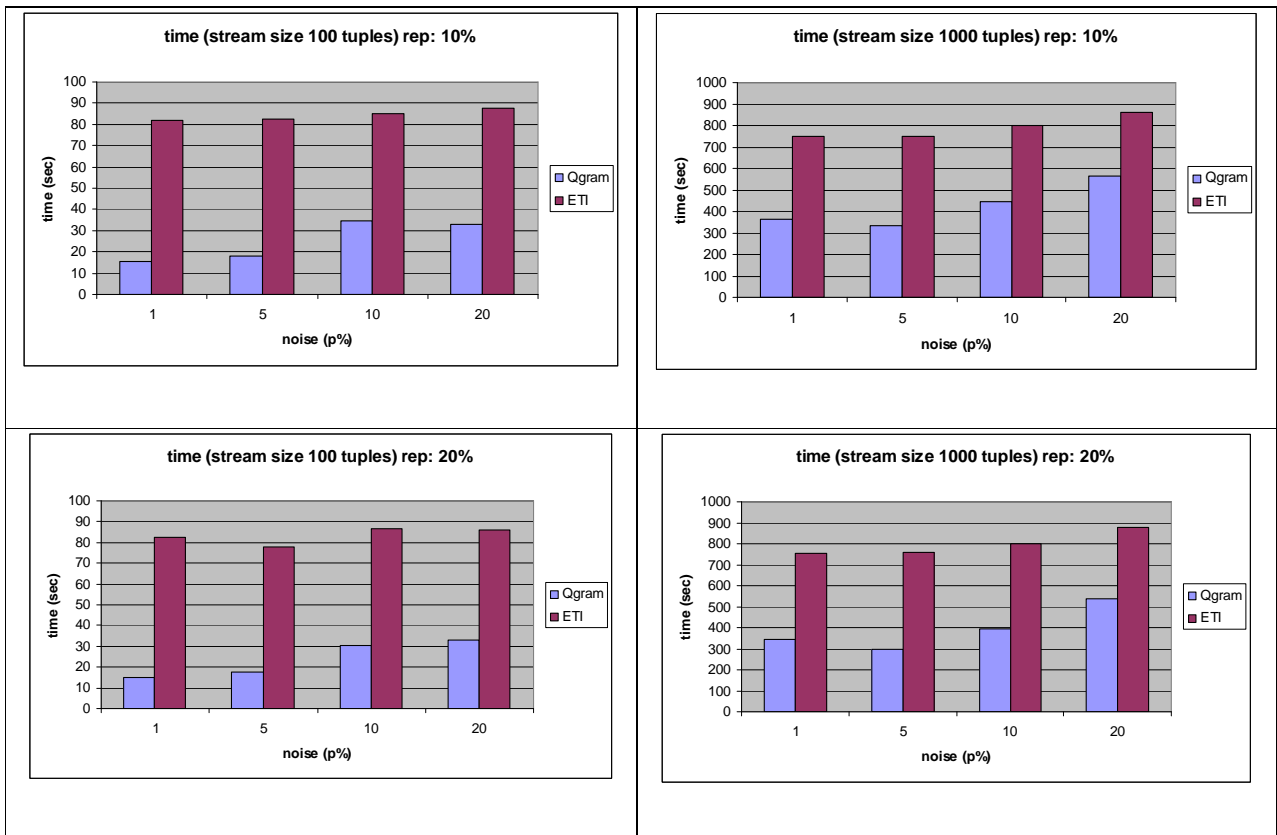 time (stream size 100 tuples) rep: 10%
100
90
80
70
60
50
40
30
20
10
0
time (sec)
1 5 10 20
noise (p%)
Qgram
ETI
time (stream size 1000 tuples) rep: 10%
1000
900
800
700
600
500
400
300
200
100
0
time (sec)
1 5 10 20
noise (p%)
Qgram
ETI
time (stream size 100 tuples) rep: 20%
100
90
80
70
60
50
40
30
20
10
0
time (sec)
1 5 10 20
noise (p%)
Qgram
ETI
time (stream size 1000 tuples) rep: 20%
1000
900
800
700
600
500
400
300
200
100
0
time (sec)
1 5 10 20
noise (p%)
Qgram
ETI